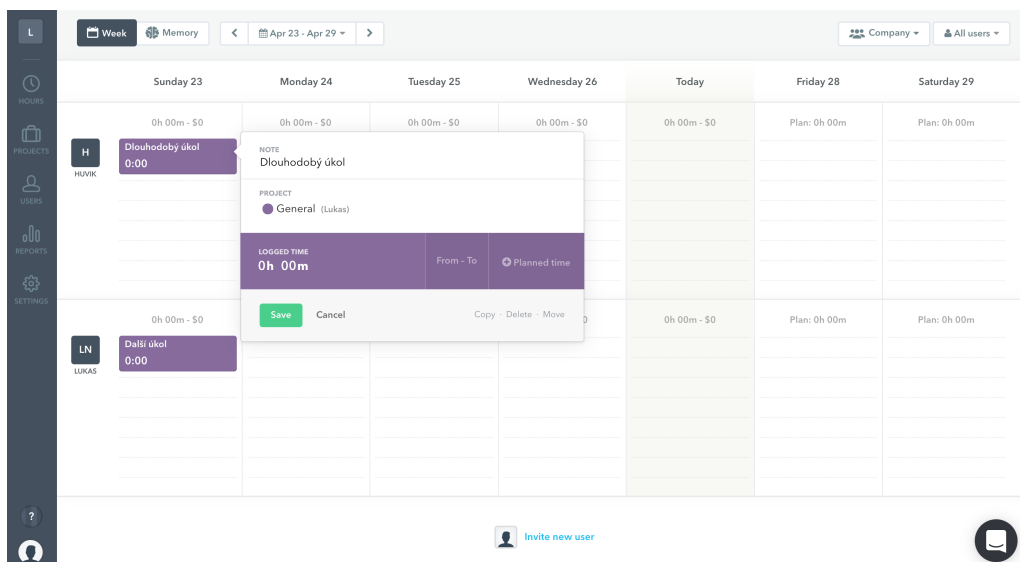 L
Week
Memory
Apr 23 - Apr 29
Company
All users
HOURS
PROJECTS
USERS
REPORTS
SETTINGS
?
Sunday 23
Monday 24
Tuesday 25
Wednesday 26
Today
Friday 28
Saturday 29
0h 00m - $0
0h 00m - $0
0h 00m - $0
0h 00m - $0
0h 00m - $0
Plan: 0h 00m
Plan: 0h 00m
H
HUVIK
Dlouhodobý úkol
0:00
NOTE
Dlouhodobý úkol
PROJECT
General (Lukas)
LOGGED TIME
0h 00m
From – To
Planned time
Save
Cancel
Copy · Delete · Move
0h 00m - $0
0h 00m - $0
Plan: 0h 00m
Plan: 0h 00m
LN
LUKAS
Další úkol
0:00
Invite new user